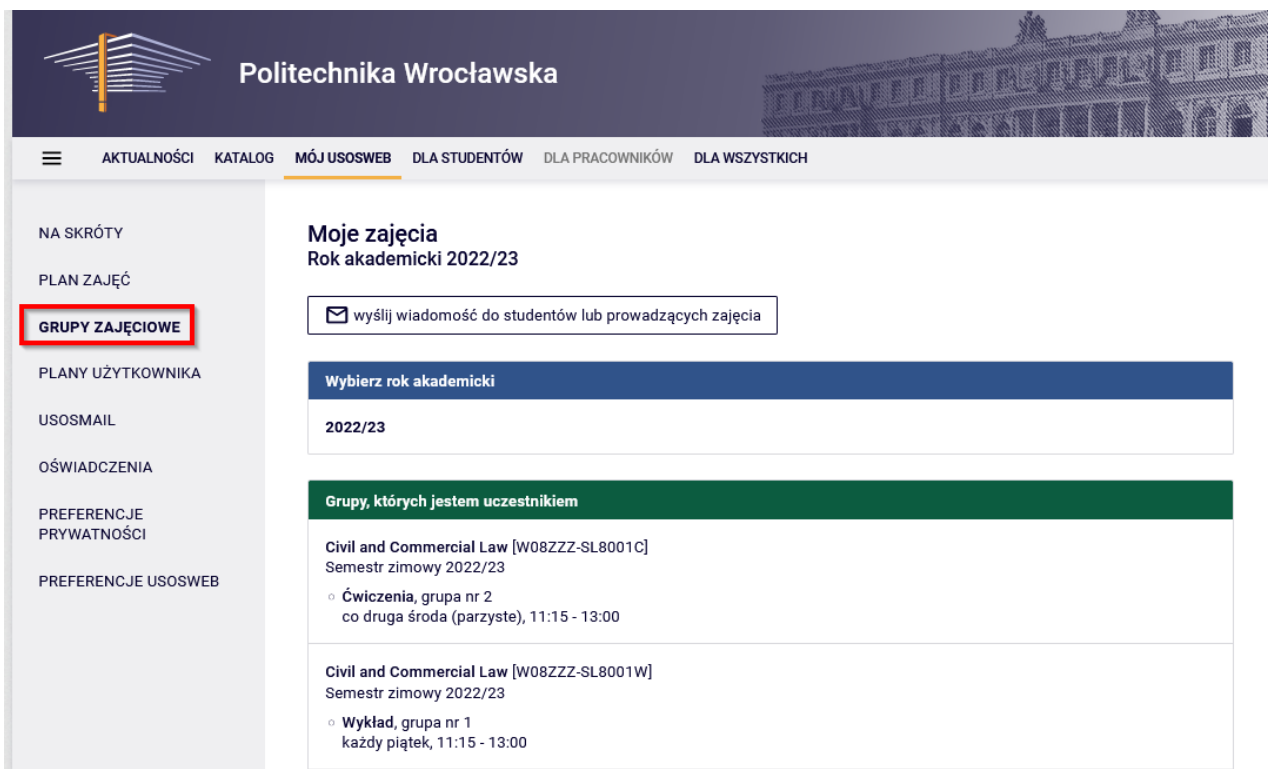 Politechnika Wrocławska
AKTUALNOŚCI KATALOG MÓJ USOSWEB DLA STUDENTÓW DLA PRACOWNIKÓW DLA WSZYSTKICH
NA SKRÓTY
PLAN ZAJĘĆ
GRUPY ZAJĘCIOWE
PLANY UŻYTKOWNIKA
USOSMAIL
OŚWIADCZENIA
PREFERENCJE
PRYWATNOŚCI
PREFERENCJE USOSWEB
Moje zajęcia
Rok akademicki 2022/23
wyślij wiadomość do studentów lub prowadzących zajęcia
Wybierz rok akademicki
2022/23
Grupy, których jestem uczestnikiem
Civil and Commercial Law [W08ZZZ-SL8001C]
Semestr zimowy 2022/23
Ćwiczenia, grupa nr 2
co druga środa (parzyste), 11:15 - 13:00
Civil and Commercial Law [W08ZZZ-SL8001W]
Semestr zimowy 2022/23
Wykład, grupa nr 1
każdy piątek, 11:15 - 13:00